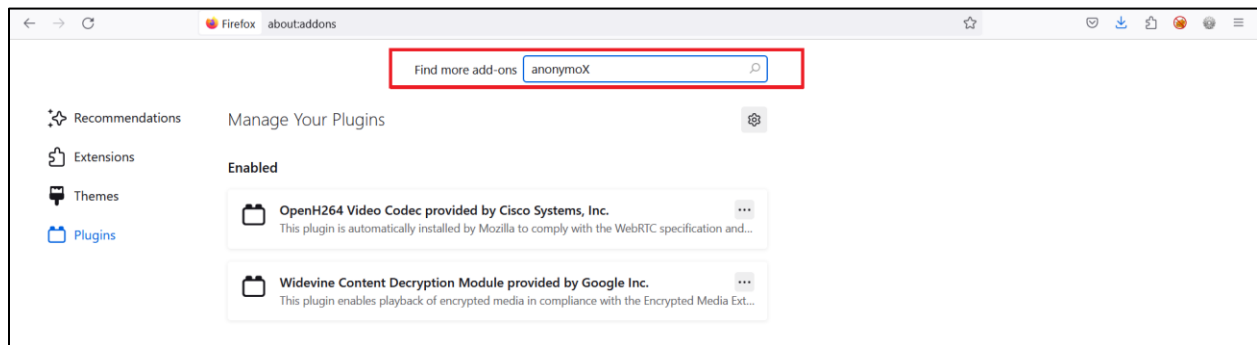 Firefox about:addons
Find more add-ons anonymoX
Recommendations
Extensions
Themes
Plugins
Manage Your Plugins
Enabled
OpenH264 Video Codec provided by Cisco Systems, Inc.
This plugin is automatically installed by Mozilla to comply with the WebRTC specification and...
Widevine Content Decryption Module provided by Google Inc.
This plugin enables playback of encrypted media in compliance with the Encrypted Media Ext...